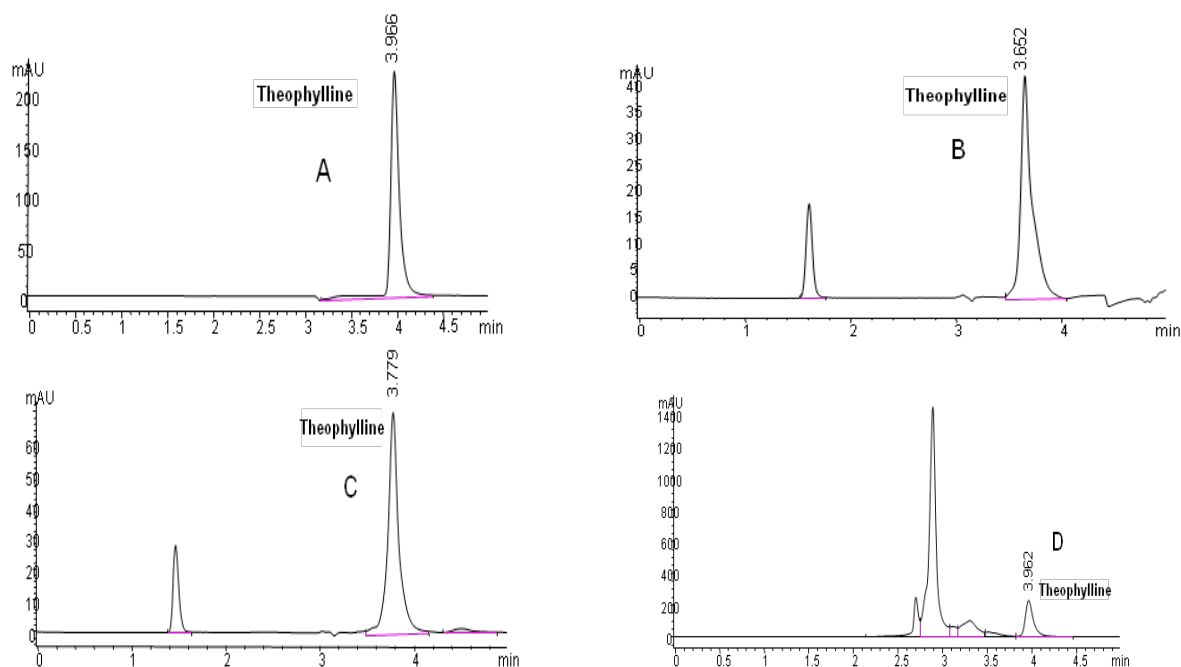 3.966
mAU
Theophylline
200
A
150
100
50
0
0 0.5 1 1.5 2 2.5 3 3.5 4 4.5 min
3.652
mAU
40
Theophylline
35
30
B
25
20
15
10
5
0
0 1 2 3 4 min
3.779
mAU
Theophylline
60
50
C
40
30
20
10
0
0 1 2 3 4 min
mAU
1400
1200
1000
800
D
600
3.962
Theophylline
400
200
0
0 0.5 1 1.5 2 2.5 3 3.5 4 4.5 min